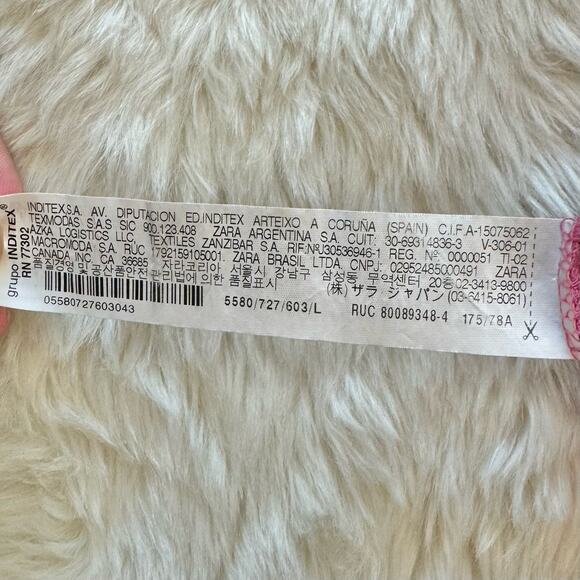 grupo INDITEX®
RN 77302
INDITEX,S.A. AV. DIPUTACION ED.INDITEX ARTEIXO A CORUÑA (SPAIN) C.I.F.A-15075062
TEXMODAS S.A.S SIC 900.123.408 ZARA ARGENTINA S.A. CUIT: 30-69314836-3 V-306-01
AZKA LOGISTICS LLC, TEXTILES ZANZIBAR S.A. RIF:NºJ30536946-1 REG. Nº 0000051 TI-02
MACROMODA S.A. RUC 1792159105001. ZARA BRASIL LTDA, CNPJ: 02952485000491 ZARA
CANADA INC. CA 36685 자라코리아 서울시 강남구 삼성동 무역센터 20층 02-3413-9800
품질경영및공산품안전관리법에 의한 품질표시 (株) ザラ ジャパン (03-6415-8061)
05580727603043
5580/727/603/L
RUC 80089348-4 175/78A